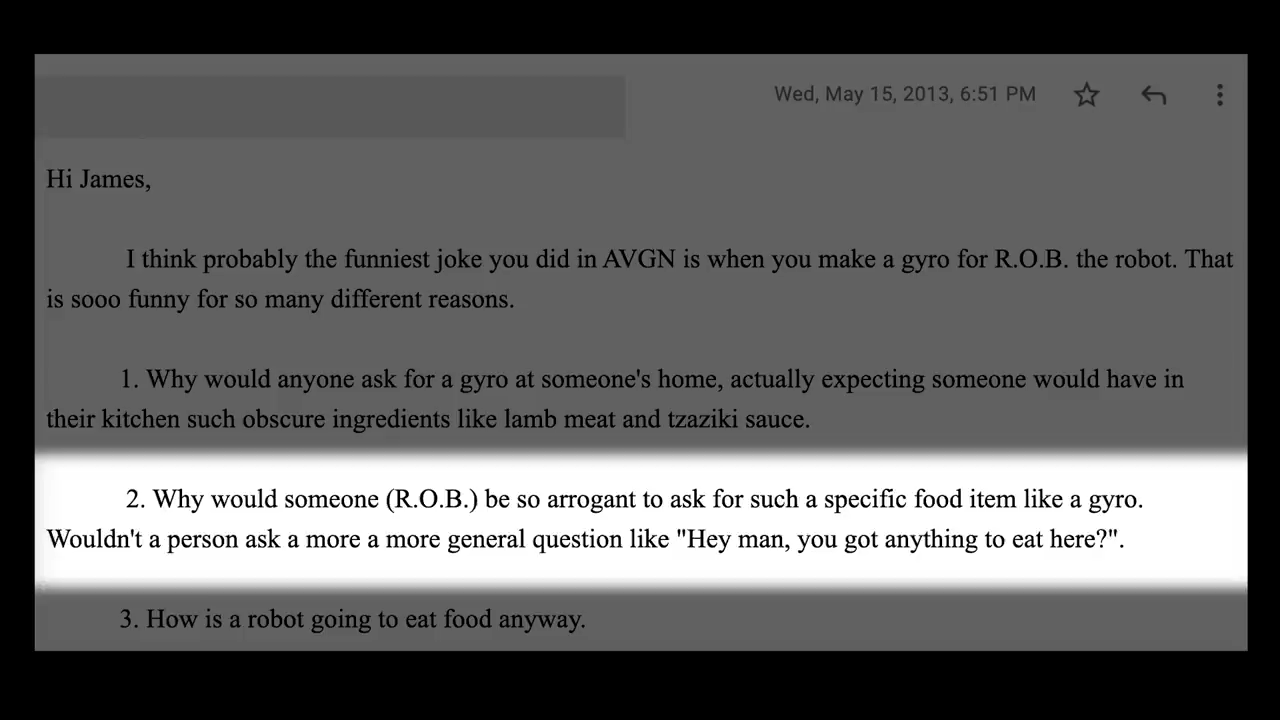 Wed, May 15, 2013, 6:51 PM
Hi James,
I think probably the funniest joke you did in AVGN is when you make a gyro for R.O.B. the robot. That
is sooo funny for so many different reasons.
1. Why would anyone ask for a gyro at someone's home, actually expecting someone would have in
their kitchen such obscure ingredients like lamb meat and tzaziki sauce.
2. Why would someone (R.O.B.) be so arrogant to ask for such a specific food item like a gyro.
Wouldn't a person ask a more a more general question like "Hey man, you got anything to eat here?".
3. How is a robot going to eat food anyway.